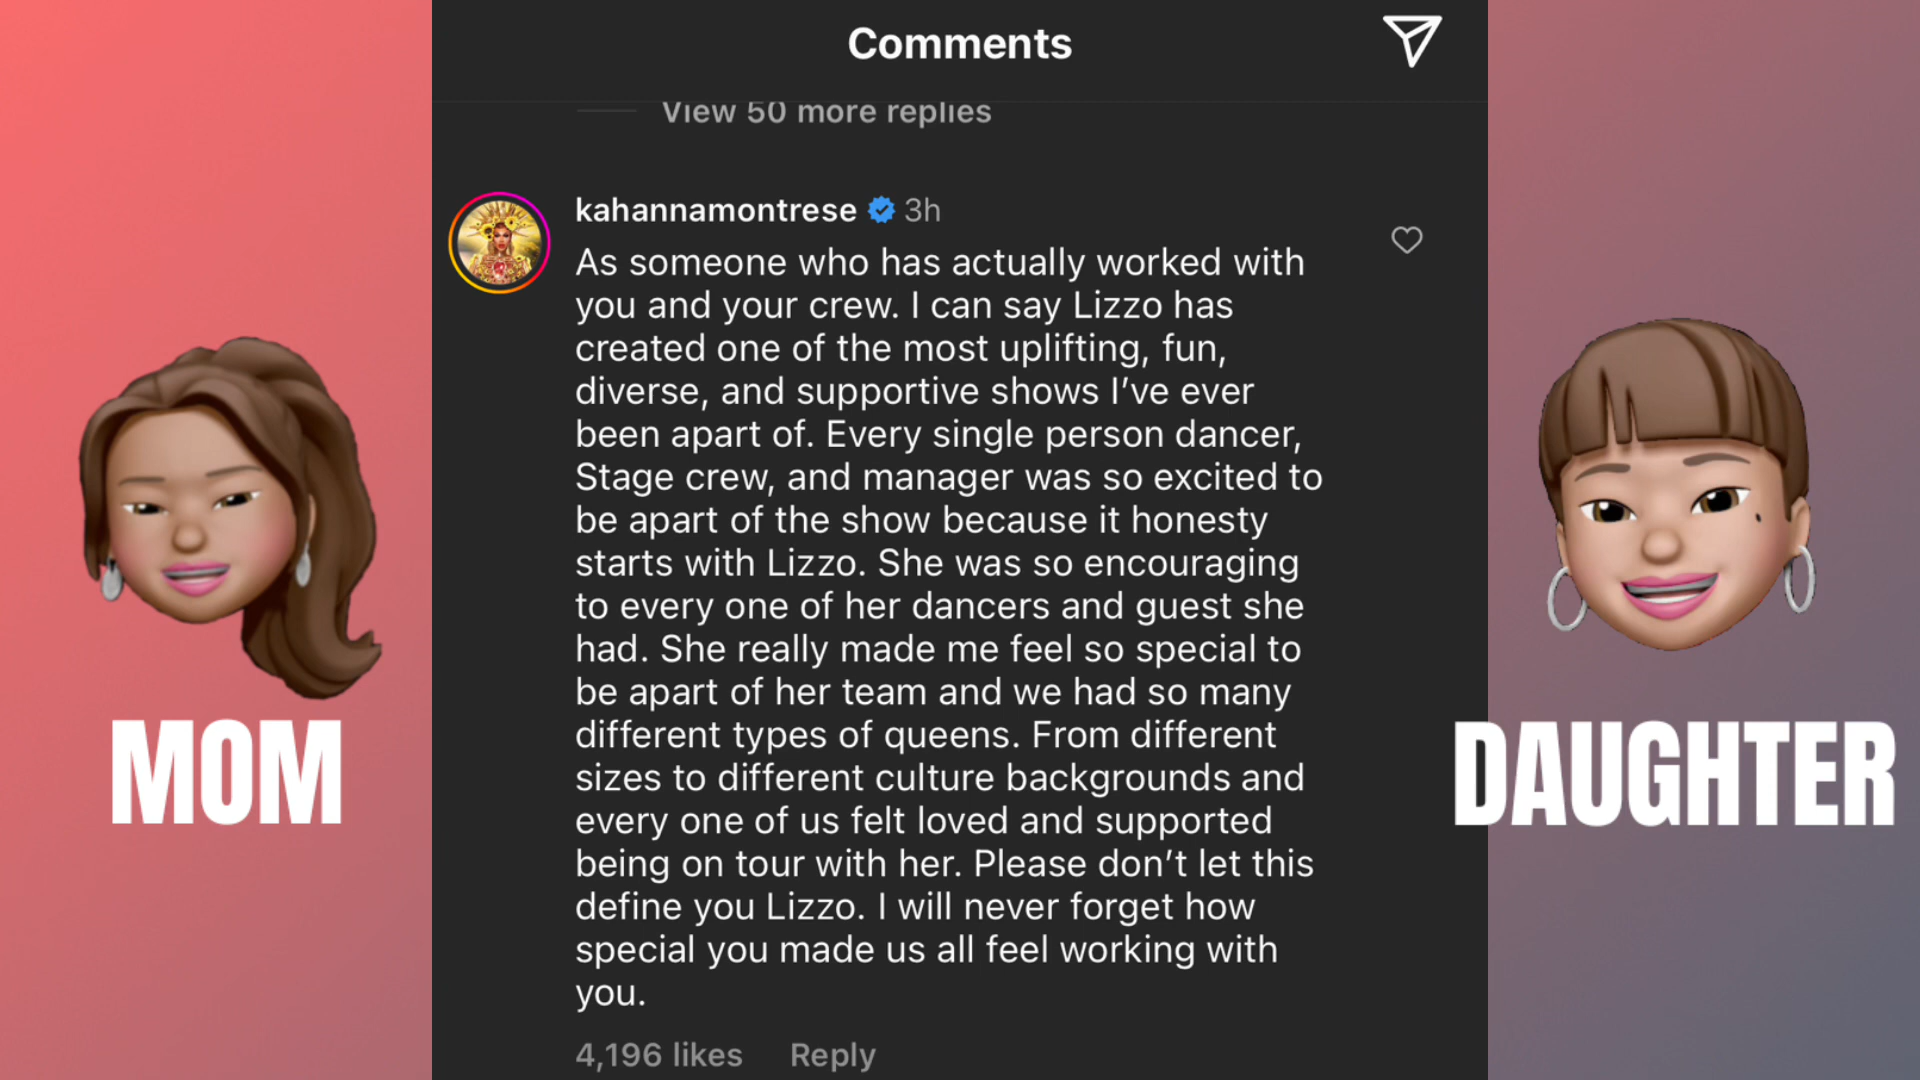 Comments
View 50 more replies
kahannamontrese 3h
As someone who has actually worked with
you and your crew. I can say Lizzo has
created one of the most uplifting, fun,
diverse, and supportive shows I’ve ever
been apart of. Every single person dancer,
Stage crew, and manager was so excited to
be apart of the show because it honesty
starts with Lizzo. She was so encouraging
to every one of her dancers and guest she
had. She really made me feel so special to
be apart of her team and we had so many
different types of queens. From different
sizes to different culture backgrounds and
every one of us felt loved and supported
being on tour with her. Please don’t let this
define you Lizzo. I will never forget how
special you made us all feel working with
you.
4,196 likes Reply
MOM
DAUGHTER